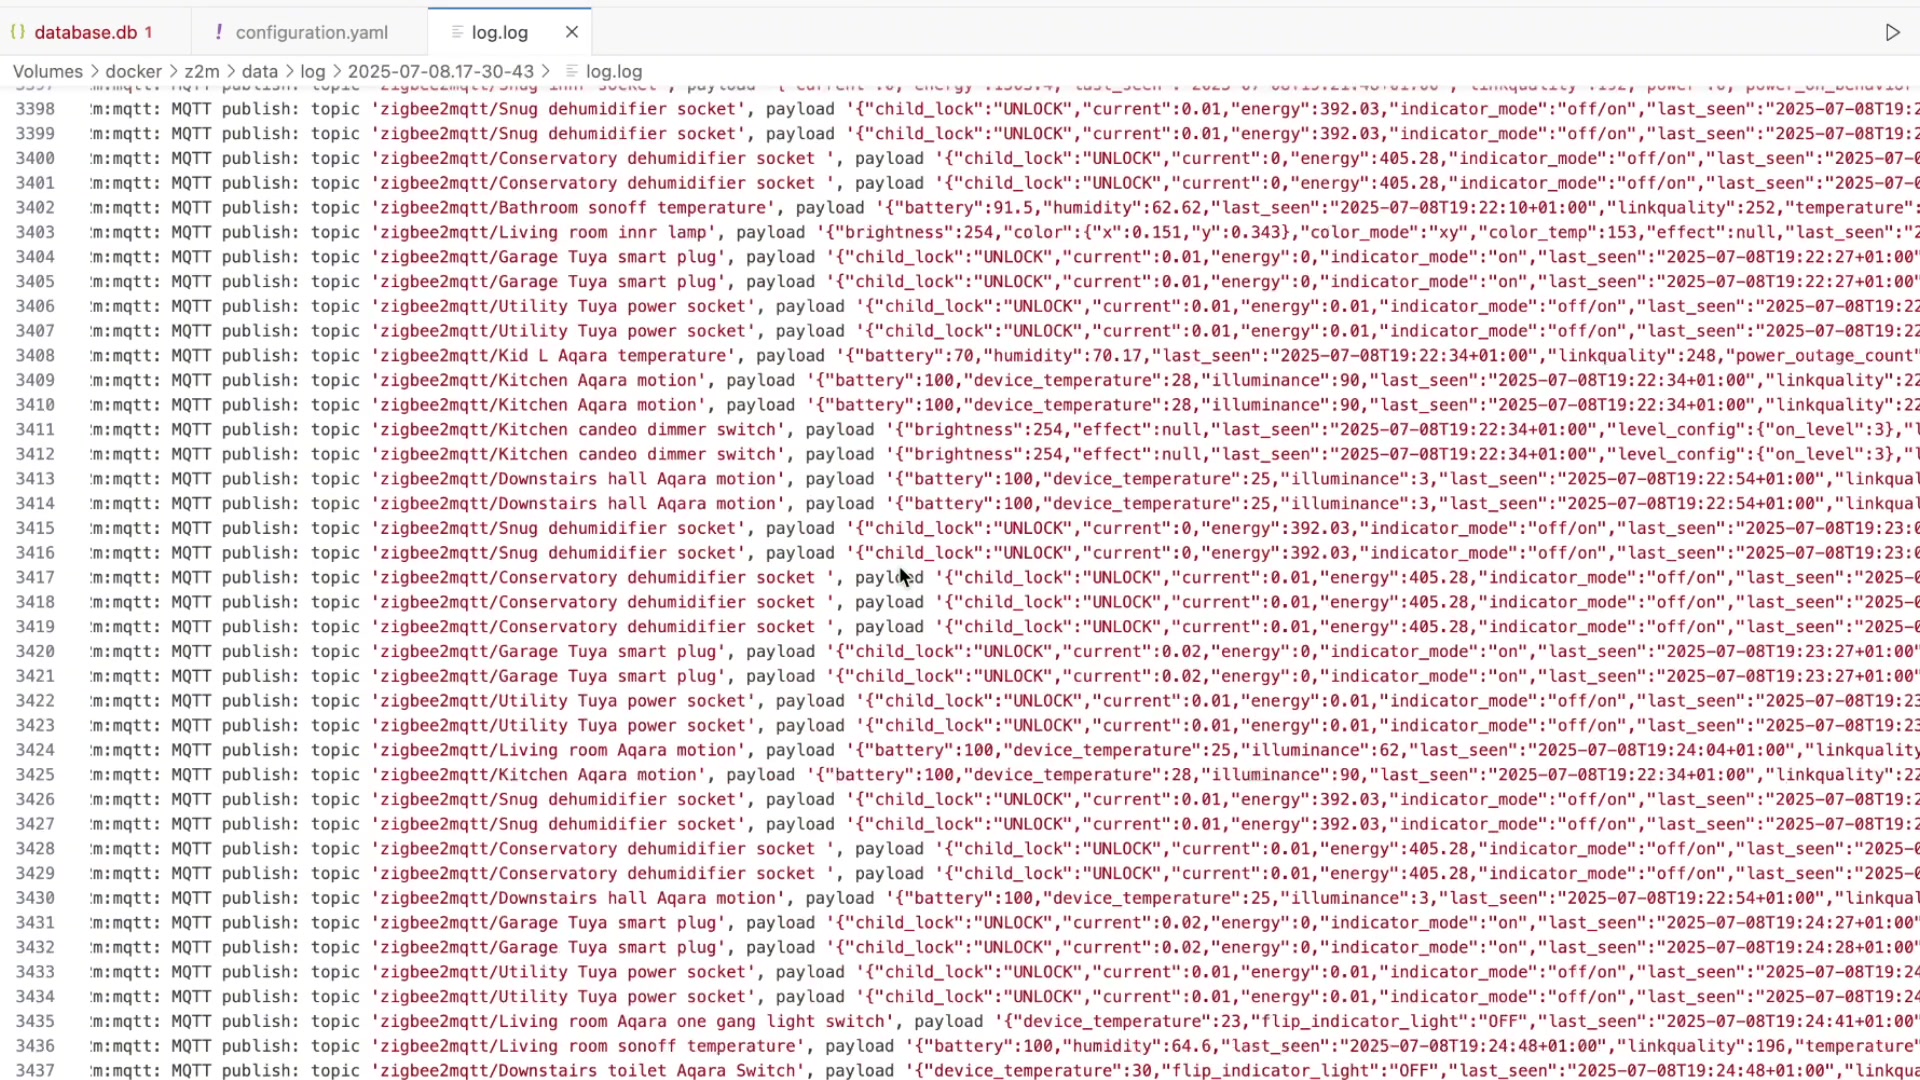 {} database.db 1 ! configuration.yaml log.log ×
Volumes > docker > z2m > data > log > 2025-07-08.17-30-43 > log.log
3398 2m:mqtt: MQTT publish: topic 'zigbee2mqtt/Snug dehumidifier socket', payload '{"child_lock":"UNLOCK","current":0.01,"energy":392.03,"indicator_mode":"off/on","last_seen":"2025-07-08T19:2
3399 2m:mqtt: MQTT publish: topic 'zigbee2mqtt/Snug dehumidifier socket', payload '{"child_lock":"UNLOCK","current":0.01,"energy":392.03,"indicator_mode":"off/on","last_seen":"2025-07-08T19:2
3400 2m:mqtt: MQTT publish: topic 'zigbee2mqtt/Conservatory dehumidifier socket ', payload '{"child_lock":"UNLOCK","current":0,"energy":405.28,"indicator_mode":"off/on","last_seen":"2025-07-0
3401 2m:mqtt: MQTT publish: topic 'zigbee2mqtt/Conservatory dehumidifier socket ', payload '{"child_lock":"UNLOCK","current":0,"energy":405.28,"indicator_mode":"off/on","last_seen":"2025-07-0
3402 2m:mqtt: MQTT publish: topic 'zigbee2mqtt/Bathroom sonoff temperature', payload '{"battery":91.5,"humidity":62.62,"last_seen":"2025-07-08T19:22:10+01:00","linkquality":252,"temperature":
3403 2m:mqtt: MQTT publish: topic 'zigbee2mqtt/Living room innr lamp', payload '{"brightness":254,"color":{"x":0.151,"y":0.343},"color_mode":"xy","color_temp":153,"effect":null,"last_seen":"2
3404 2m:mqtt: MQTT publish: topic 'zigbee2mqtt/Garage Tuya smart plug', payload '{"child_lock":"UNLOCK","current":0.01,"energy":0,"indicator_mode":"on","last_seen":"2025-07-08T19:22:27+01:00"
3405 2m:mqtt: MQTT publish: topic 'zigbee2mqtt/Garage Tuya smart plug', payload '{"child_lock":"UNLOCK","current":0.01,"energy":0,"indicator_mode":"on","last_seen":"2025-07-08T19:22:27+01:00"
3406 2m:mqtt: MQTT publish: topic 'zigbee2mqtt/Utility Tuya power socket', payload '{"child_lock":"UNLOCK","current":0.01,"energy":0.01,"indicator_mode":"off/on","last_seen":"2025-07-08T19:22
3407 2m:mqtt: MQTT publish: topic 'zigbee2mqtt/Utility Tuya power socket', payload '{"child_lock":"UNLOCK","current":0.01,"energy":0.01,"indicator_mode":"off/on","last_seen":"2025-07-08T19:22
3408 2m:mqtt: MQTT publish: topic 'zigbee2mqtt/Kid L Aqara temperature', payload '{"battery":70,"humidity":70.17,"last_seen":"2025-07-08T19:22:34+01:00","linkquality":248,"power_outage_count"
3409 2m:mqtt: MQTT publish: topic 'zigbee2mqtt/Kitchen Aqara motion', payload '{"battery":100,"device_temperature":28,"illuminance":90,"last_seen":"2025-07-08T19:22:34+01:00","linkquality":22
3410 2m:mqtt: MQTT publish: topic 'zigbee2mqtt/Kitchen Aqara motion', payload '{"battery":100,"device_temperature":28,"illuminance":90,"last_seen":"2025-07-08T19:22:34+01:00","linkquality":22
3411 2m:mqtt: MQTT publish: topic 'zigbee2mqtt/Kitchen candeo dimmer switch', payload '{"brightness":254,"effect":null,"last_seen":"2025-07-08T19:22:34+01:00","level_config":{"on_level":3},"l
3412 2m:mqtt: MQTT publish: topic 'zigbee2mqtt/Kitchen candeo dimmer switch', payload '{"brightness":254,"effect":null,"last_seen":"2025-07-08T19:22:34+01:00","level_config":{"on_level":3},"l
3413 2m:mqtt: MQTT publish: topic 'zigbee2mqtt/Downstairs hall Aqara motion', payload '{"battery":100,"device_temperature":25,"illuminance":3,"last_seen":"2025-07-08T19:22:54+01:00","linkqual
3414 2m:mqtt: MQTT publish: topic 'zigbee2mqtt/Downstairs hall Aqara motion', payload '{"battery":100,"device_temperature":25,"illuminance":3,"last_seen":"2025-07-08T19:22:54+01:00","linkqual
3415 2m:mqtt: MQTT publish: topic 'zigbee2mqtt/Snug dehumidifier socket', payload '{"child_lock":"UNLOCK","current":0,"energy":392.03,"indicator_mode":"off/on","last_seen":"2025-07-08T19:23:0
3416 2m:mqtt: MQTT publish: topic 'zigbee2mqtt/Snug dehumidifier socket', payload '{"child_lock":"UNLOCK","current":0,"energy":392.03,"indicator_mode":"off/on","last_seen":"2025-07-08T19:23:0
3417 2m:mqtt: MQTT publish: topic 'zigbee2mqtt/Conservatory dehumidifier socket ', payload '{"child_lock":"UNLOCK","current":0.01,"energy":405.28,"indicator_mode":"off/on","last_seen":"2025-0
3418 2m:mqtt: MQTT publish: topic 'zigbee2mqtt/Conservatory dehumidifier socket ', payload '{"child_lock":"UNLOCK","current":0.01,"energy":405.28,"indicator_mode":"off/on","last_seen":"2025-0
3419 2m:mqtt: MQTT publish: topic 'zigbee2mqtt/Conservatory dehumidifier socket ', payload '{"child_lock":"UNLOCK","current":0.01,"energy":405.28,"indicator_mode":"off/on","last_seen":"2025-0
3420 2m:mqtt: MQTT publish: topic 'zigbee2mqtt/Garage Tuya smart plug', payload '{"child_lock":"UNLOCK","current":0.02,"energy":0,"indicator_mode":"on","last_seen":"2025-07-08T19:23:27+01:00"
3421 2m:mqtt: MQTT publish: topic 'zigbee2mqtt/Garage Tuya smart plug', payload '{"child_lock":"UNLOCK","current":0.02,"energy":0,"indicator_mode":"on","last_seen":"2025-07-08T19:23:27+01:00"
3422 2m:mqtt: MQTT publish: topic 'zigbee2mqtt/Utility Tuya power socket', payload '{"child_lock":"UNLOCK","current":0.01,"energy":0.01,"indicator_mode":"off/on","last_seen":"2025-07-08T19:23
3423 2m:mqtt: MQTT publish: topic 'zigbee2mqtt/Utility Tuya power socket', payload '{"child_lock":"UNLOCK","current":0.01,"energy":0.01,"indicator_mode":"off/on","last_seen":"2025-07-08T19:23
3424 2m:mqtt: MQTT publish: topic 'zigbee2mqtt/Living room Aqara motion', payload '{"battery":100,"device_temperature":25,"illuminance":62,"last_seen":"2025-07-08T19:24:04+01:00","linkquality
3425 2m:mqtt: MQTT publish: topic 'zigbee2mqtt/Kitchen Aqara motion', payload '{"battery":100,"device_temperature":28,"illuminance":90,"last_seen":"2025-07-08T19:22:34+01:00","linkquality":22
3426 2m:mqtt: MQTT publish: topic 'zigbee2mqtt/Snug dehumidifier socket', payload '{"child_lock":"UNLOCK","current":0.01,"energy":392.03,"indicator_mode":"off/on","last_seen":"2025-07-08T19:2
3427 2m:mqtt: MQTT publish: topic 'zigbee2mqtt/Snug dehumidifier socket', payload '{"child_lock":"UNLOCK","current":0.01,"energy":392.03,"indicator_mode":"off/on","last_seen":"2025-07-08T19:2
3428 2m:mqtt: MQTT publish: topic 'zigbee2mqtt/Conservatory dehumidifier socket ', payload '{"child_lock":"UNLOCK","current":0.01,"energy":405.28,"indicator_mode":"off/on","last_seen":"2025-0
3429 2m:mqtt: MQTT publish: topic 'zigbee2mqtt/Conservatory dehumidifier socket ', payload '{"child_lock":"UNLOCK","current":0.01,"energy":405.28,"indicator_mode":"off/on","last_seen":"2025-0
3430 2m:mqtt: MQTT publish: topic 'zigbee2mqtt/Downstairs hall Aqara motion', payload '{"battery":100,"device_temperature":25,"illuminance":3,"last_seen":"2025-07-08T19:22:54+01:00","linkqual
3431 2m:mqtt: MQTT publish: topic 'zigbee2mqtt/Garage Tuya smart plug', payload '{"child_lock":"UNLOCK","current":0.02,"energy":0,"indicator_mode":"on","last_seen":"2025-07-08T19:24:27+01:00"
3432 2m:mqtt: MQTT publish: topic 'zigbee2mqtt/Garage Tuya smart plug', payload '{"child_lock":"UNLOCK","current":0.02,"energy":0,"indicator_mode":"on","last_seen":"2025-07-08T19:24:28+01:00"
3433 2m:mqtt: MQTT publish: topic 'zigbee2mqtt/Utility Tuya power socket', payload '{"child_lock":"UNLOCK","current":0.01,"energy":0.01,"indicator_mode":"off/on","last_seen":"2025-07-08T19:24
3434 2m:mqtt: MQTT publish: topic 'zigbee2mqtt/Utility Tuya power socket', payload '{"child_lock":"UNLOCK","current":0.01,"energy":0.01,"indicator_mode":"off/on","last_seen":"2025-07-08T19:24
3435 2m:mqtt: MQTT publish: topic 'zigbee2mqtt/Living room Aqara one gang light switch', payload '{"device_temperature":23,"flip_indicator_light":"OFF","last_seen":"2025-07-08T19:24:41+01:00"
3436 2m:mqtt: MQTT publish: topic 'zigbee2mqtt/Living room sonoff temperature', payload '{"battery":100,"humidity":64.6,"last_seen":"2025-07-08T19:24:48+01:00","linkquality":196,"temperature"
3437 2m:mqtt: MQTT publish: topic 'zigbee2mqtt/Downstairs toilet Aqara Switch', payload '{"device_temperature":30,"flip_indicator_light":"OFF","last_seen":"2025-07-08T19:24:48+01:00","linkqua